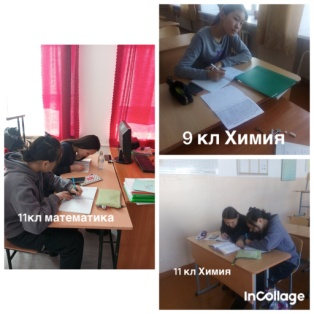 9 кл Химия
11кл математика
11 кл Химия
InCollage